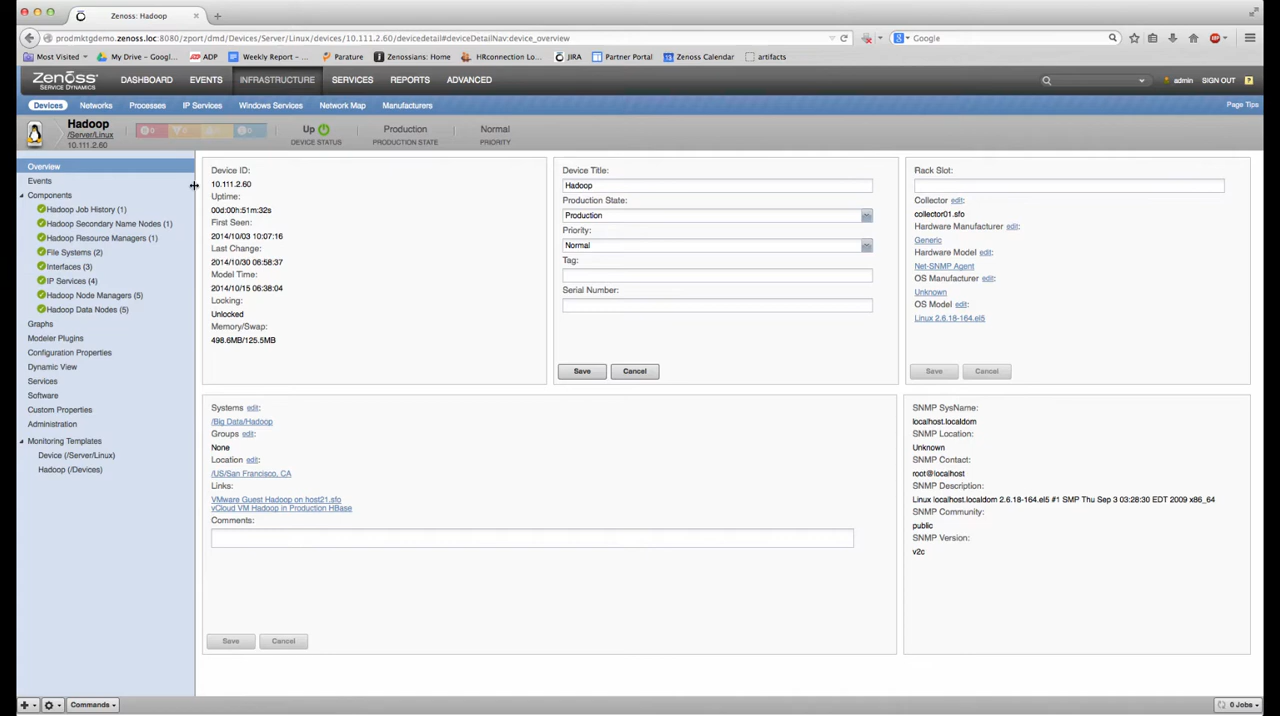 Zenoss: Hadoop
prodmktgdemo.zenoss.loc:8080/zport/dmd/Devices/Server/Linux/devices/10.111.2.60/devicedetail#deviceDetailNav:device_overview
Google
Most Visited
My Drive – Goog...
ADP
Weekly Report – ...
Parature
Zenossians: Home
HRconnection Lo...
JIRA
Partner Portal
Zenoss Calendar
artifacts
Zenoss
SERVICE DYNAMICS
DASHBOARD
EVENTS
INFRASTRUCTURE
SERVICES
REPORTS
ADVANCED
admin
SIGN OUT
?
Devices
Networks
Processes
IP Services
Windows Services
Network Map
Manufacturers
Page Tips
Hadoop
/Server/Linux
10.111.2.60
0
0
0
0
Up
DEVICE STATUS
Production
PRODUCTION STATE
Normal
PRIORITY
Overview
Events
Components
Hadoop Job History (1)
Hadoop Secondary Name Nodes (1)
Hadoop Resource Managers (1)
File Systems (2)
Interfaces (3)
IP Services (4)
Hadoop Node Managers (5)
Hadoop Data Nodes (5)
Graphs
Modeler Plugins
Configuration Properties
Dynamic View
Services
Software
Custom Properties
Administration
Monitoring Templates
Device (/Server/Linux)
Hadoop (/Devices)
Device ID:
10.111.2.60
Uptime:
00d:00h:51m:32s
First Seen:
2014/10/03 10:07:16
Last Change:
2014/10/30 06:58:37
Model Time:
2014/10/15 06:38:04
Locking:
Unlocked
Memory/Swap:
498.6MB/125.5MB
Device Title:
Hadoop
Production State:
Production
Priority:
Normal
Tag:
Serial Number:
Save
Cancel
Rack Slot:
Collector edit:
collector01.sfo
Hardware Manufacturer edit:
Generic
Hardware Model edit:
Net-SNMP Agent
OS Manufacturer edit:
Unknown
OS Model edit:
Linux 2.6.18-164.el5
Save
Cancel
Systems edit:
/Big Data/Hadoop
Groups edit:
None
Location edit:
/US/San Francisco, CA
Links:
VMware Guest Hadoop on host21.sfo
vCloud VM Hadoop in Production HBase
Comments:
Save
Cancel
SNMP SysName:
localhost.localdom
SNMP Location:
Unknown
SNMP Contact:
root@localhost
SNMP Description:
Linux localhost.localdom 2.6.18-164.el5 #1 SMP Thu Sep 3 03:28:30 EDT 2009 x86_64
SNMP Community:
public
SNMP Version:
v2c
Commands
0 Jobs